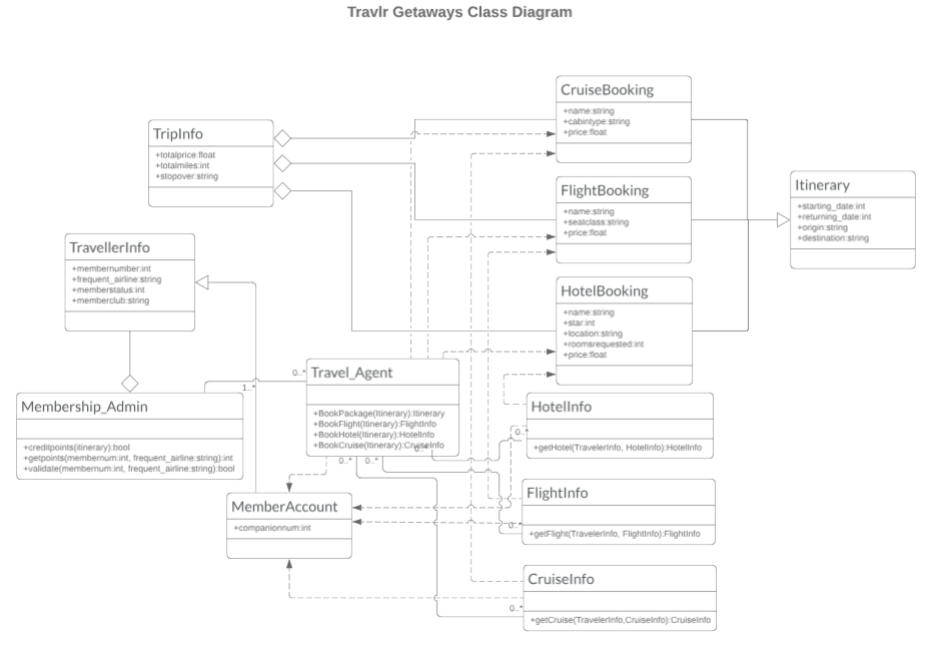 Travlr Getaways Class Diagram
CruiseBooking
+name:string
+cabintype:string
+price:float
TripInfo
+totalprice:float
+totalmiles:int
+stopover:string
FlightBooking
+name:string
+seatclass:string
+price:float
Itinerary
+starting_date:int
+returning_date:int
+origin:string
+destination:string
TravellerInfo
+membernumber:int
+frequent_airline:string
+memberstatus:int
+memberclub:string
HotelBooking
+name:string
+star:int
+location:string
+roomsrequested:int
+price:float
0..*
1..*
Travel_Agent
+BookPackage(Itinerary):Itinerary
+BookFlight(Itinerary):FlightInfo
+BookHotel(Itinerary):HotelInfo
+BookCruise(Itinerary):CruiseInfo
0..*
0..*
0..*
Membership_Admin
+creditpoints(itinerary):bool
+getpoints(membernum:int, frequent_airline:string):int
+validate(membernum:int, frequent_airline:string):bool
HotelInfo
0..*
+getHotel(TravelerInfo, HotelInfo):HotelInfo
MemberAccount
+companionnum:int
FlightInfo
0..*
+getFlight(TravelerInfo, FlightInfo):FlightInfo
CruiseInfo
0..*
+getCruise(TravelerInfo,CruiseInfo):CruiseInfo